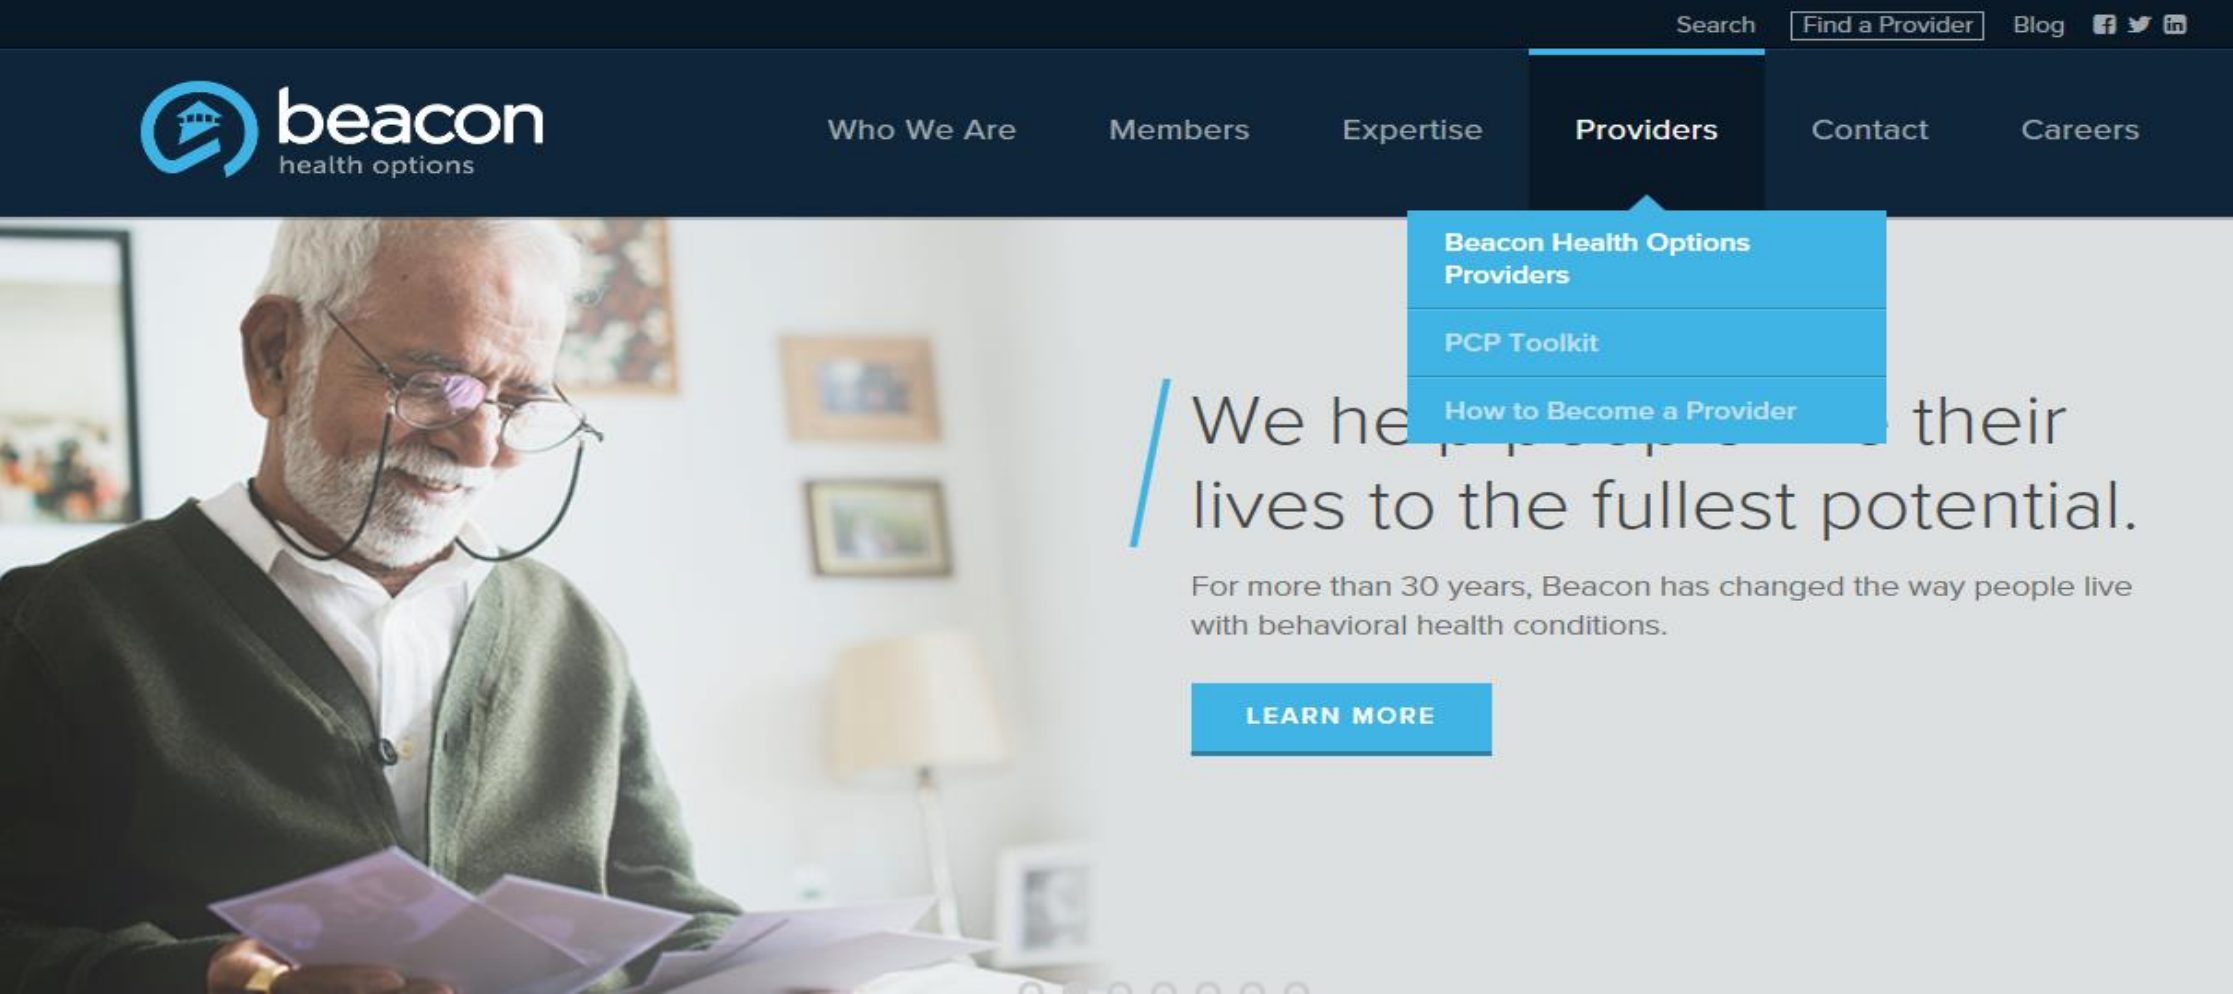 Search Find a Provider Blog
beacon
health options
Who We Are Members Expertise Providers Contact Careers
Beacon Health Options
Providers
PCP Toolkit
How to Become a Provider
We their
lives to the fullest potential.
For more than 30 years, Beacon has changed the way people live
with behavioral health conditions.
LEARN MORE